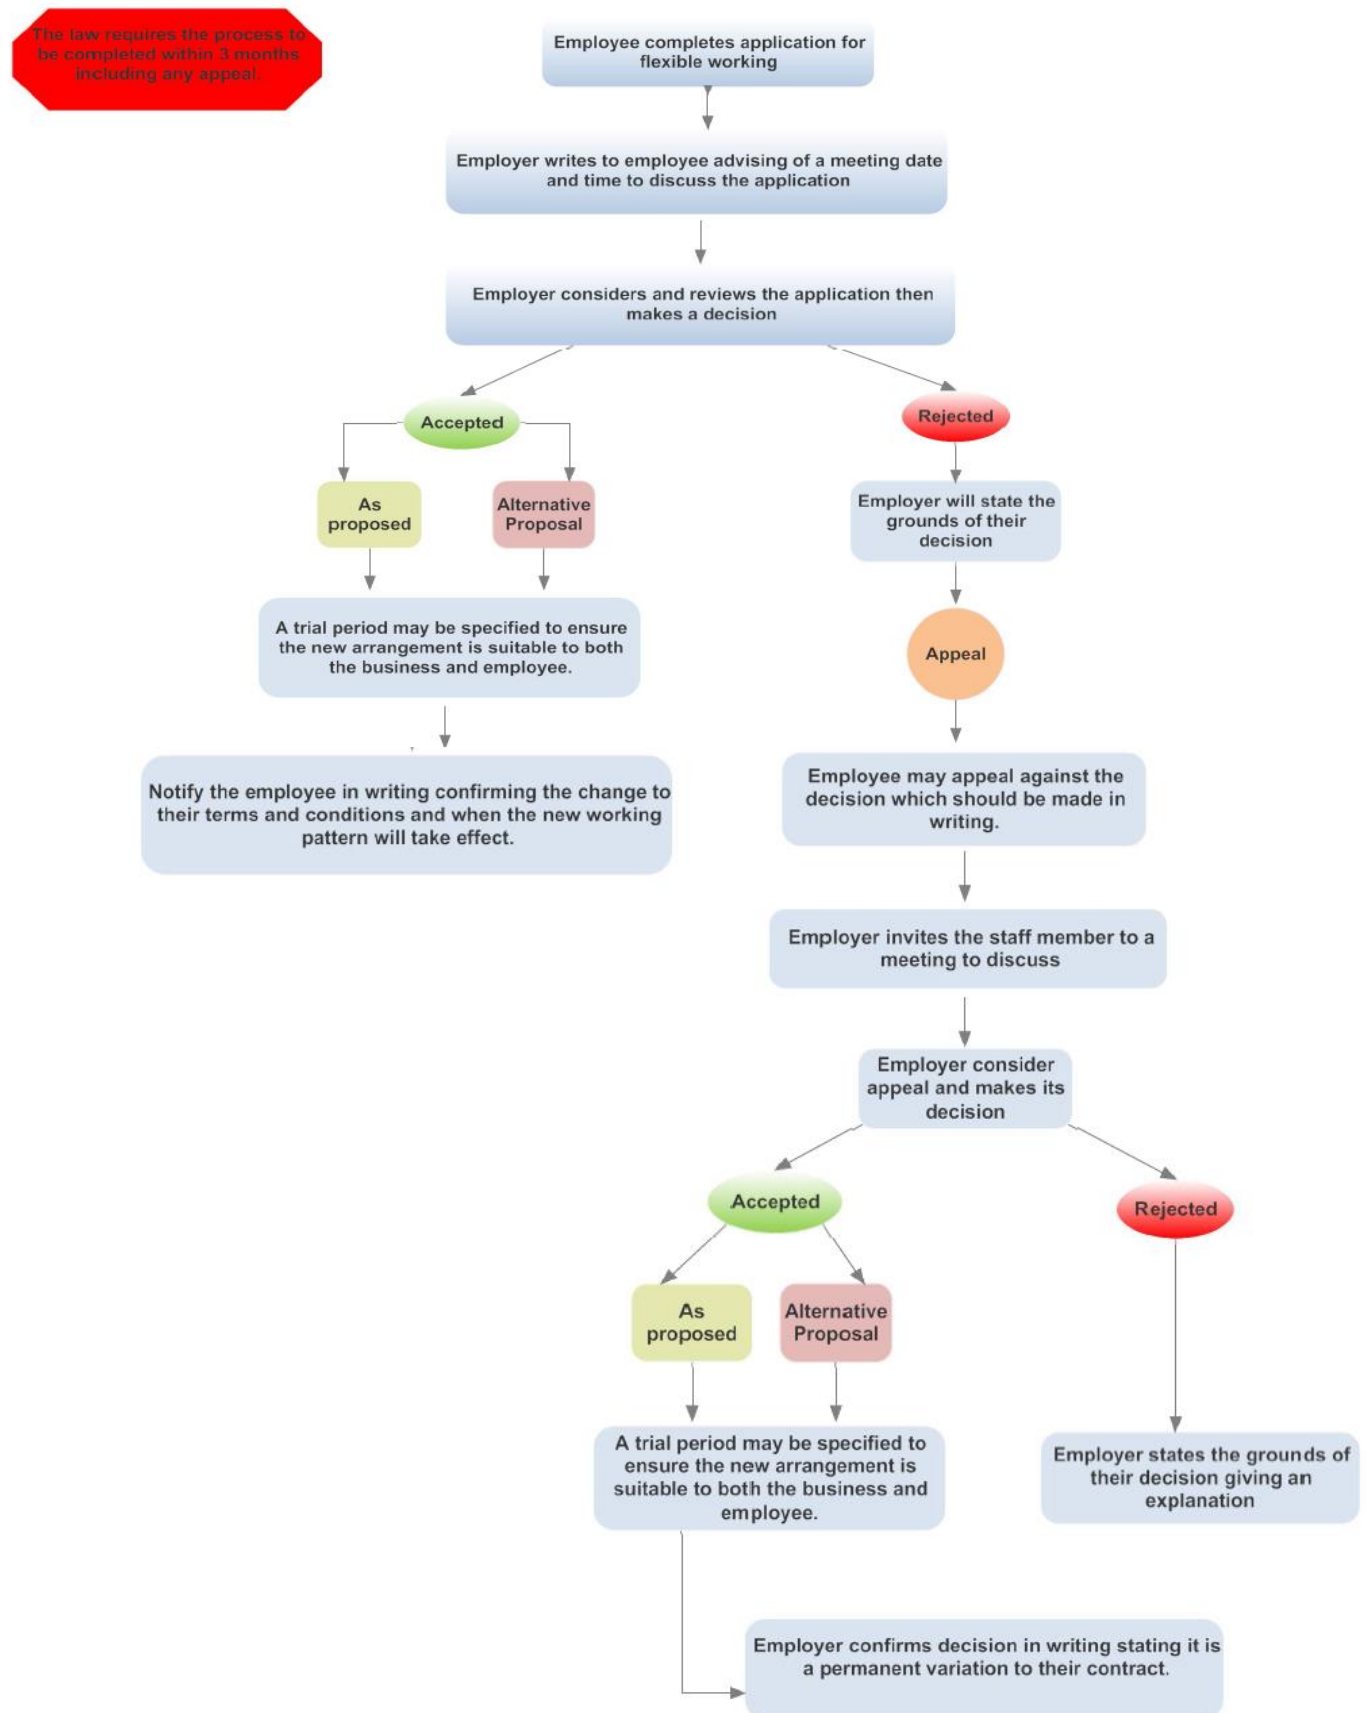 The law requires the process to
be completed within 3 months
including any appeal.
Employee completes application for
flexible working
Employer writes to employee advising of a meeting date
and time to discuss the application
Employer considers and reviews the application then
makes a decision
Accepted
Rejected
As
proposed
Alternative
Proposal
Employer will state the
grounds of their
decision
A trial period may be specified to ensure
the new arrangement is suitable to both
the business and employee.
Appeal
Notify the employee in writing confirming the change to
their terms and conditions and when the new working
pattern will take effect.
Employee may appeal against the
decision which should be made in
writing.
Employer invites the staff member to a
meeting to discuss
Employer consider
appeal and makes its
decision
Accepted
Rejected
As
proposed
Alternative
Proposal
A trial period may be specified to
ensure the new arrangement is
suitable to both the business and
employee.
Employer states the grounds of
their decision giving an
explanation
Employer confirms decision in writing stating it is
a permanent variation to their contract.